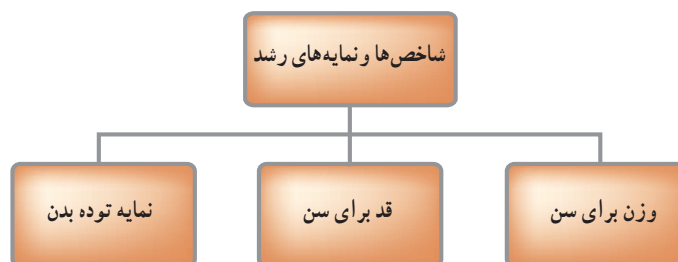 شاخص‌ها و نمایه‌های رشد
وزن برای سن
قد برای سن
نمایه توده بدن